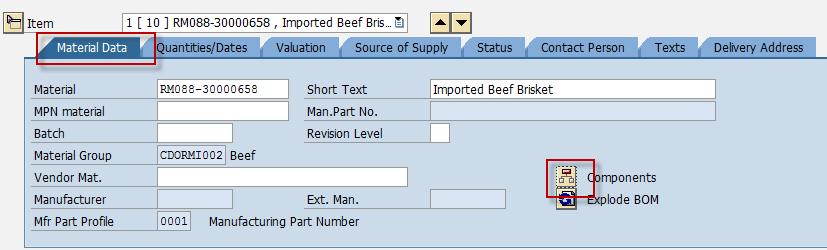 Item 1 [ 10 ] RM088-30000658 , Imported Beef Bris...
Material Data Quantities/Dates Valuation Source of Supply Status Contact Person Texts Delivery Address
Material RM088-30000658 Short Text Imported Beef Brisket
MPN material Man.Part No.
Batch Revision Level
Material Group CDORMI002 Beef
Vendor Mat. Components
Manufacturer Ext. Man. Explode BOM
Mfr Part Profile 0001 Manufacturing Part Number